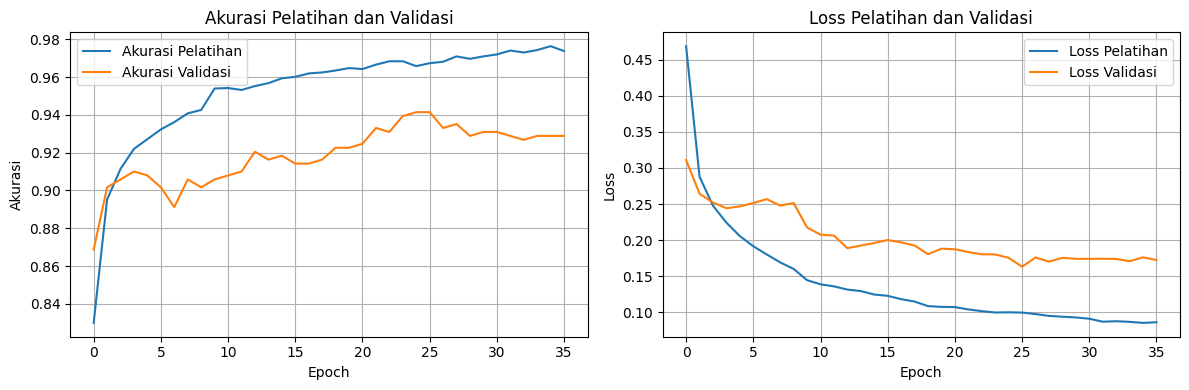 Akurasi Pelatihan dan Validasi
Akurasi Pelatihan
Akurasi Validasi
Akurasi
0.98
0.96
0.94
0.92
0.90
0.88
0.86
0.84
0 5 10 15 20 25 30 35
Epoch
Loss Pelatihan dan Validasi
Loss Pelatihan
Loss Validasi
Loss
0.45
0.40
0.35
0.30
0.25
0.20
0.15
0.10
0 5 10 15 20 25 30 35
Epoch